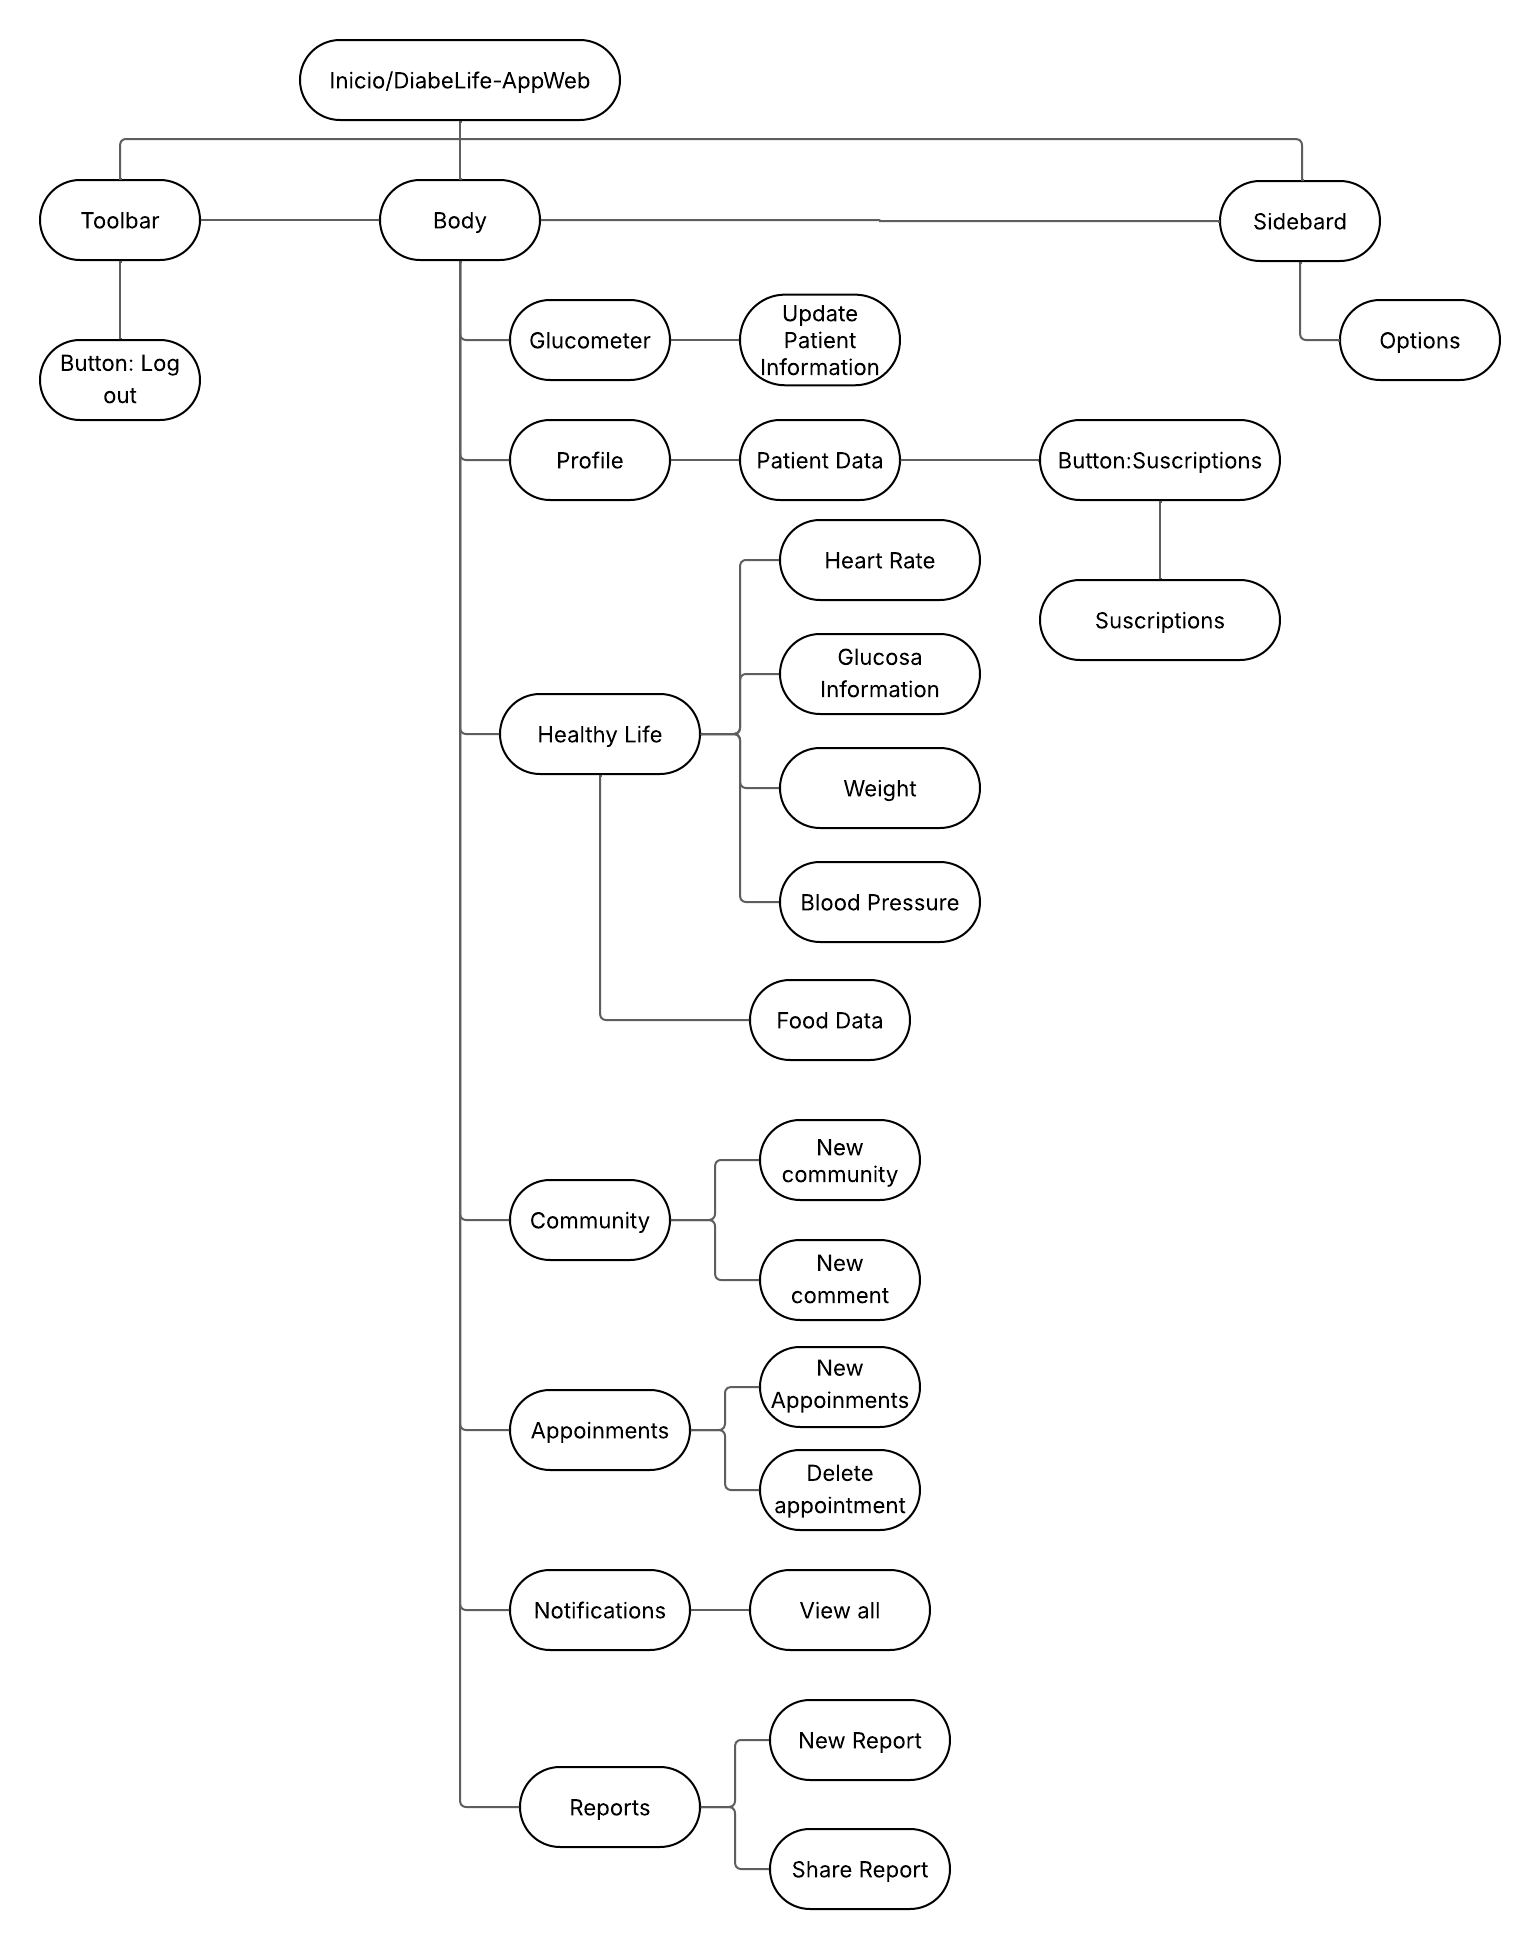 Inicio/DiabeLife-AppWeb
Toolbar
Body
Sidebard
Button: Log
out
Glucometer
Update
Patient
Information
Options
Profile
Patient Data
Button:Suscriptions
Suscriptions
Healthy Life
Heart Rate
Glucosa
Information
Weight
Blood Pressure
Food Data
Community
New
community
New
comment
Appoinments
New
Appoinments
Delete
appointment
Notifications
View all
Reports
New Report
Share Report